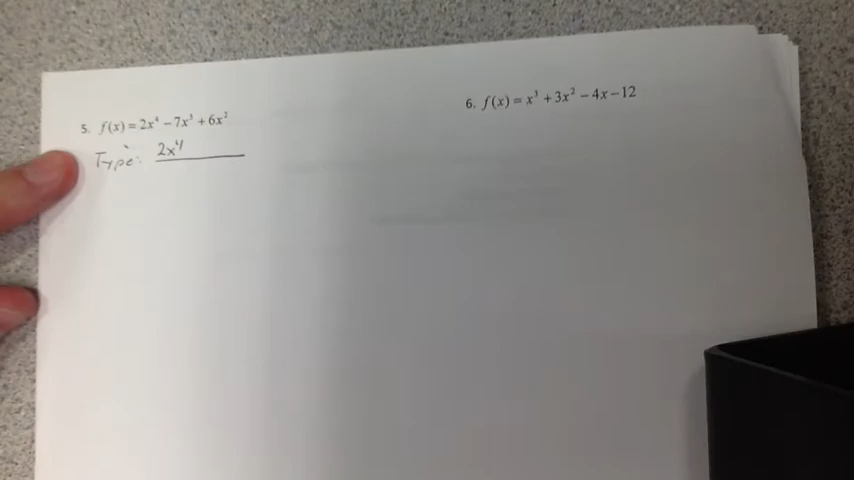 5. f(x) = 2x⁴ − 7x³ + 6x²
Type: 2x⁴
6. f(x) = x³ + 3x² − 4x − 12